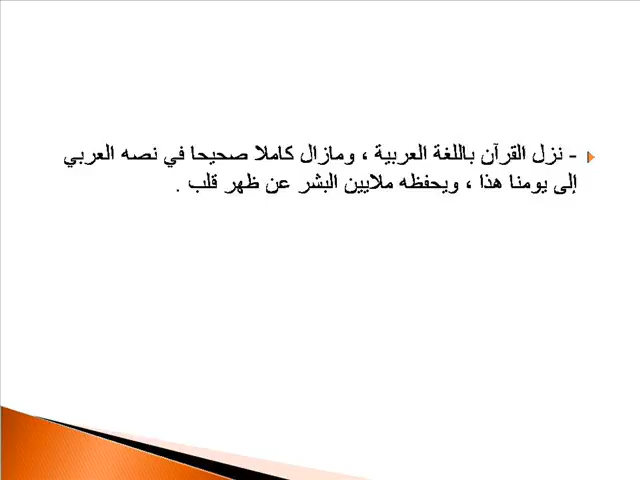 - نزل القرآن باللغة العربية ، ومازال كاملا صحيحا في نصه العربي
إلى يومنا هذا ، ويحفظه ملايين البشر عن ظهر قلب .